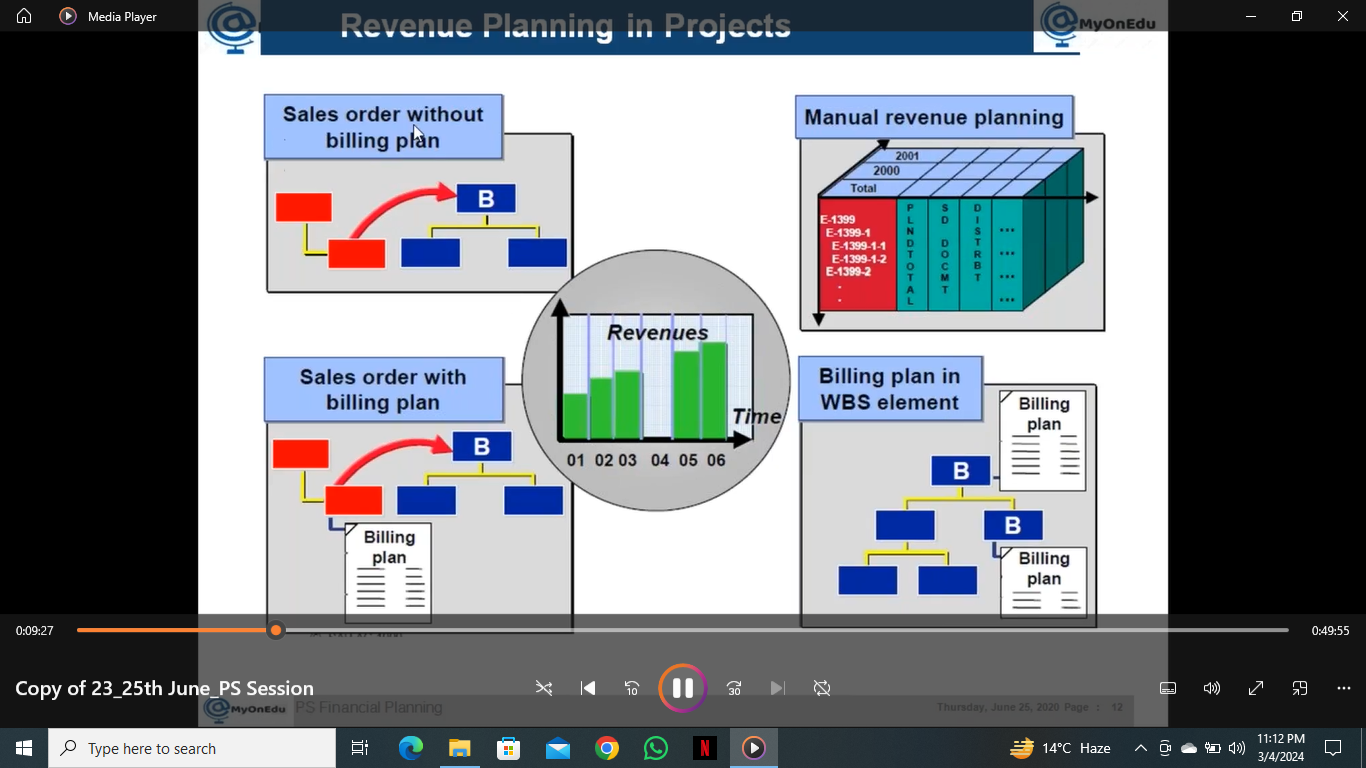 Media Player
Revenue Planning in Projects
MyOnEdu
Sales order without
billing plan
B
Manual revenue planning
2001
2000
Total
E-1399
E-1399-1
E-1399-1-1
E-1399-1-2
E-1399-2
.
.
PLNDTOTAL
SD DOCMT
DISTRBT
...
...
...
Revenues
Time
01 02 03 04 05 06
Sales order with
billing plan
B
Billing
plan
Billing plan in
WBS element
Billing
plan
B
B
Billing
plan
0:09:27
0:49:55
Copy of 23_25th June_PS Session
10
30
MyOnEdu
PS Financial Planning
Thursday, June 25, 2020 Page : 12
Type here to search
14°C Haze
11:12 PM
3/4/2024